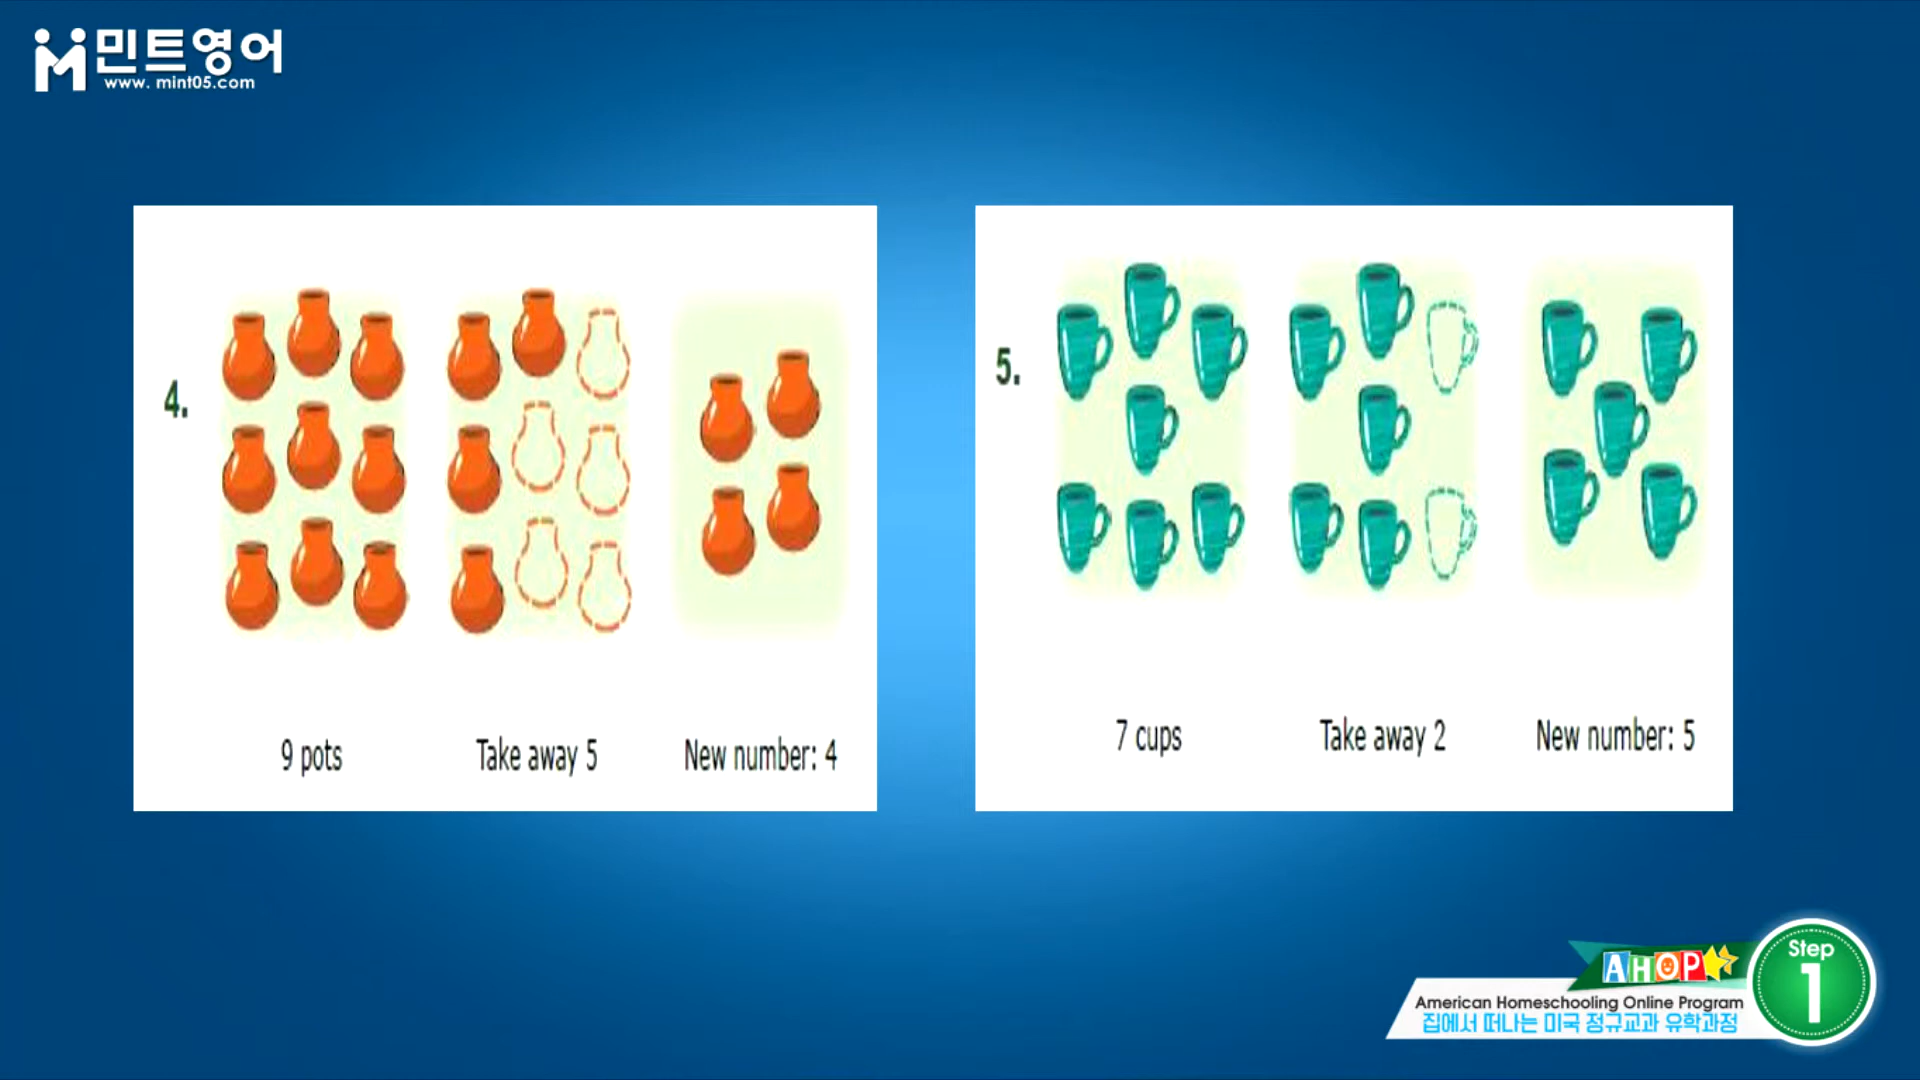 민트영어
www. mint05.com
4.
9 pots
Take away 5
New number: 4
5.
7 cups
Take away 2
New number: 5
AHOP
Step
1
American Homeschooling Online Program
집에서 떠나는 미국 정규교과 유학과정